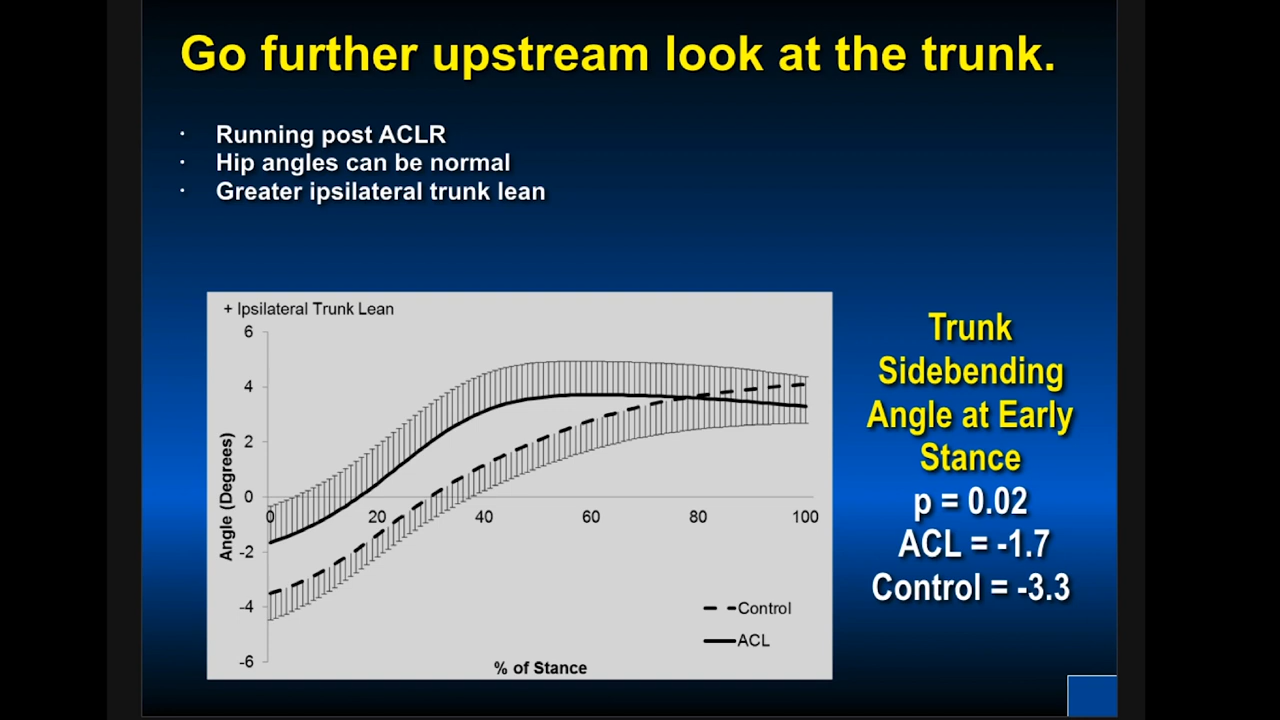 Go further upstream look at the trunk.
· Running post ACLR
· Hip angles can be normal
· Greater ipsilateral trunk lean
+ Ipsilateral Trunk Lean
6
4
2
0
-2
-4
-6
Angle (Degrees)
0 20 40 60 80 100
Control
ACL
% of Stance
Trunk
Sidebending
Angle at Early
Stance
p = 0.02
ACL = -1.7
Control = -3.3